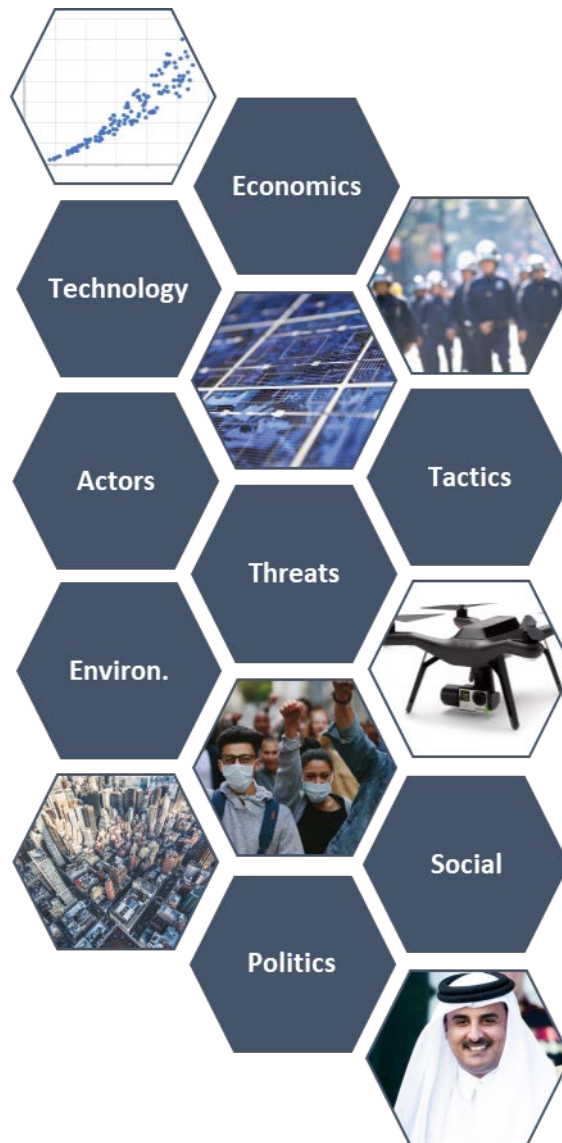 Economics
Technology
Actors
Tactics
Threats
Environ.
Social
Politics